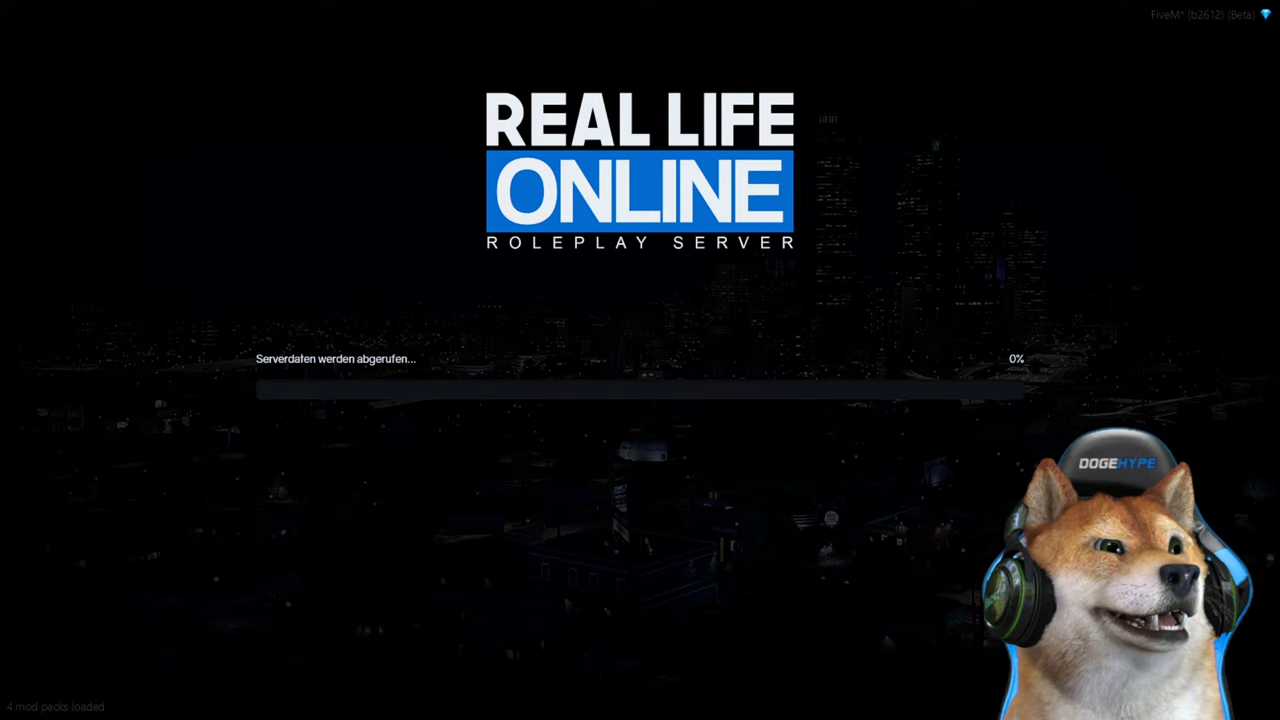 FiveM* (b2612) (Beta)
REAL LIFE
ONLINE
ROLEPLAY SERVER
Serverdaten werden abgerufen...
0%
DOGEHYPE
4 mod packs loaded